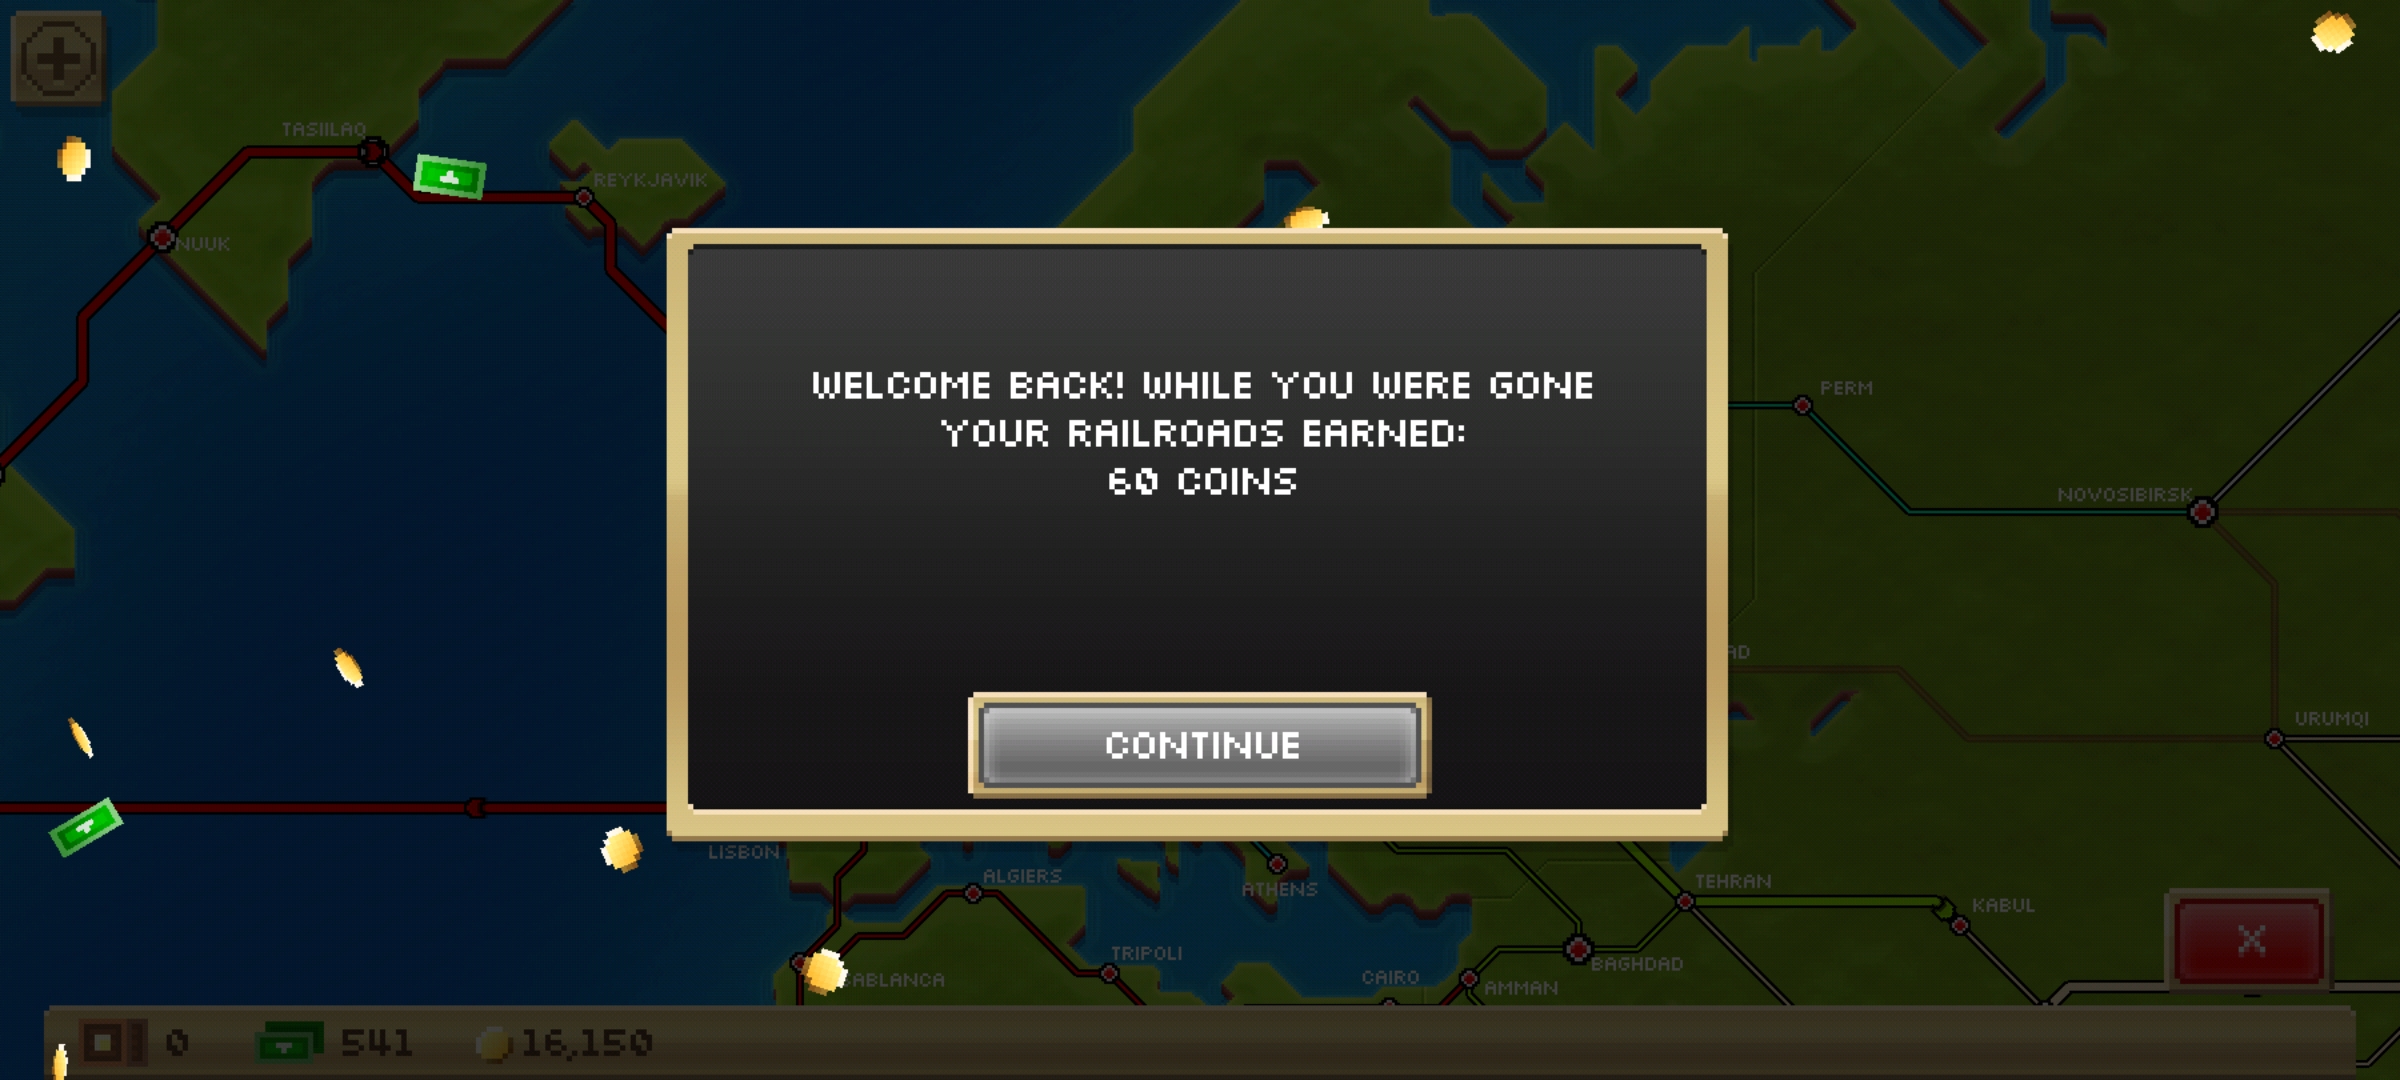 TASIILAQ
REYKJAVIK
NUUK
WELCOME BACK! WHILE YOU WERE GONE
YOUR RAILROADS EARNED:
60 COINS
PERM
NOVOSIBIRSK
AD
URUMQI
CONTINUE
LISBON
ALGIERS
ATHENS
TEHRAN
KABUL
TRIPOLI
ABLANCA
CAIRO
BAGHDAD
AMMAN
X
0 541 16,150